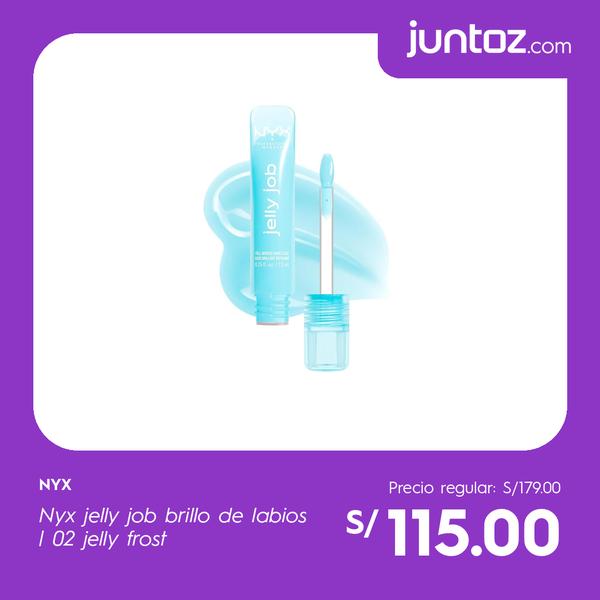 juntoz.com
NYX
jelly job
NYX
Nyx jelly job brillo de labios
| 02 jelly frost
Precio regular: S/179.00
S/115.00